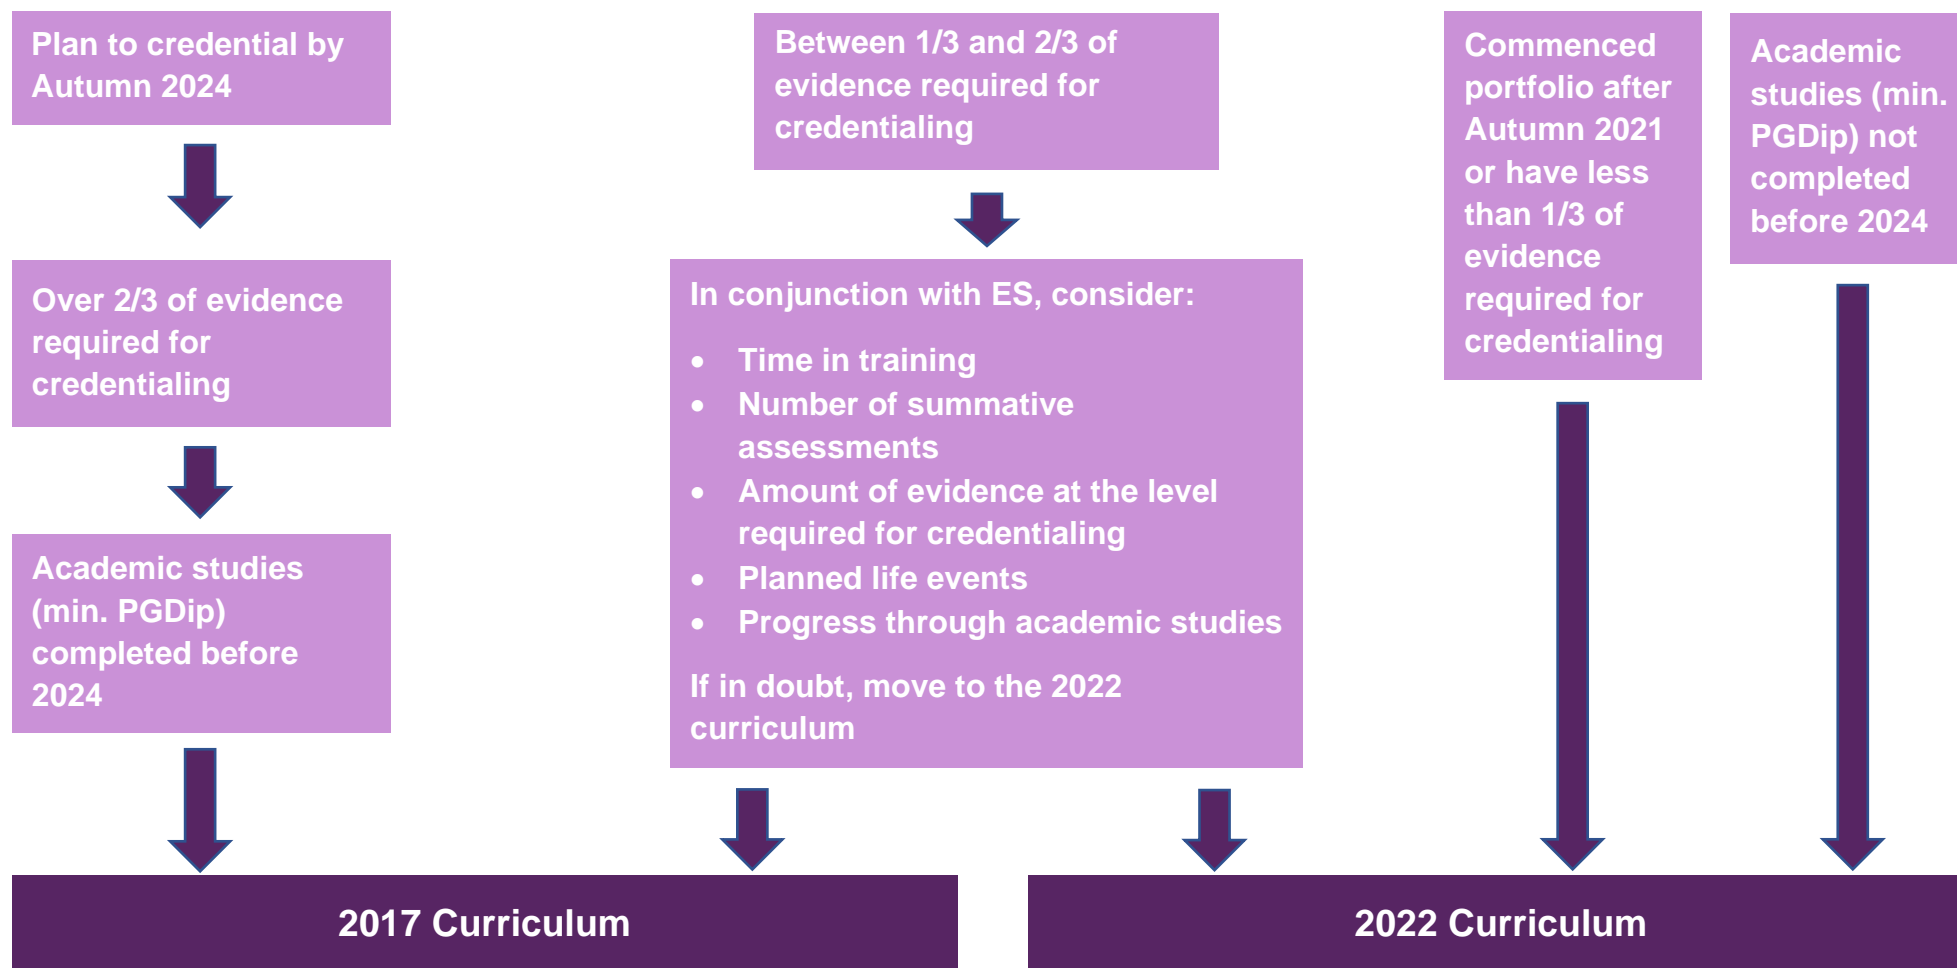 Plan to credential by
Autumn 2024
Over 2/3 of evidence
required for
credentialing
Academic studies
(min. PGDip)
completed before
2024
Between 1/3 and 2/3 of
evidence required for
credentialing
In conjunction with ES, consider:
• Time in training
• Number of summative
assessments
• Amount of evidence at the level
required for credentialing
• Planned life events
• Progress through academic studies
If in doubt, move to the 2022
curriculum
Commenced
portfolio after
Autumn 2021
or have less
than 1/3 of
evidence
required for
credentialing
Academic
studies (min.
PGDip) not
completed
before 2024
2017 Curriculum
2022 Curriculum